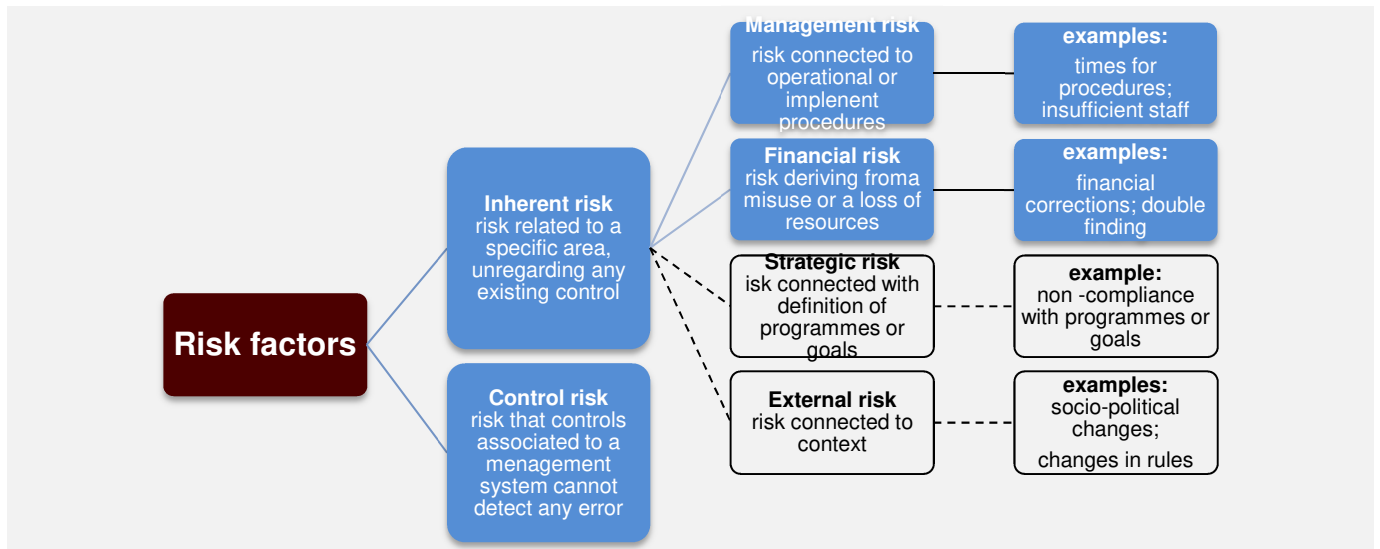 Risk factors
Inherent risk
risk related to a
specific area,
unregarding any
existing control
Control risk
risk that controls
associated to a
menagement
system cannot
detect any error
Management risk
risk connected to
operational or
implenent
procedures
examples:
times for
procedures;
insufficient staff
Financial risk
risk deriving froma
misuse or a loss of
resources
examples:
financial
corrections; double
finding
Strategic risk
isk connected with
definition of
programmes or
goals
example:
non -compliance
with programmes or
goals
External risk
risk connected to
context
examples:
socio-political
changes;
changes in rules